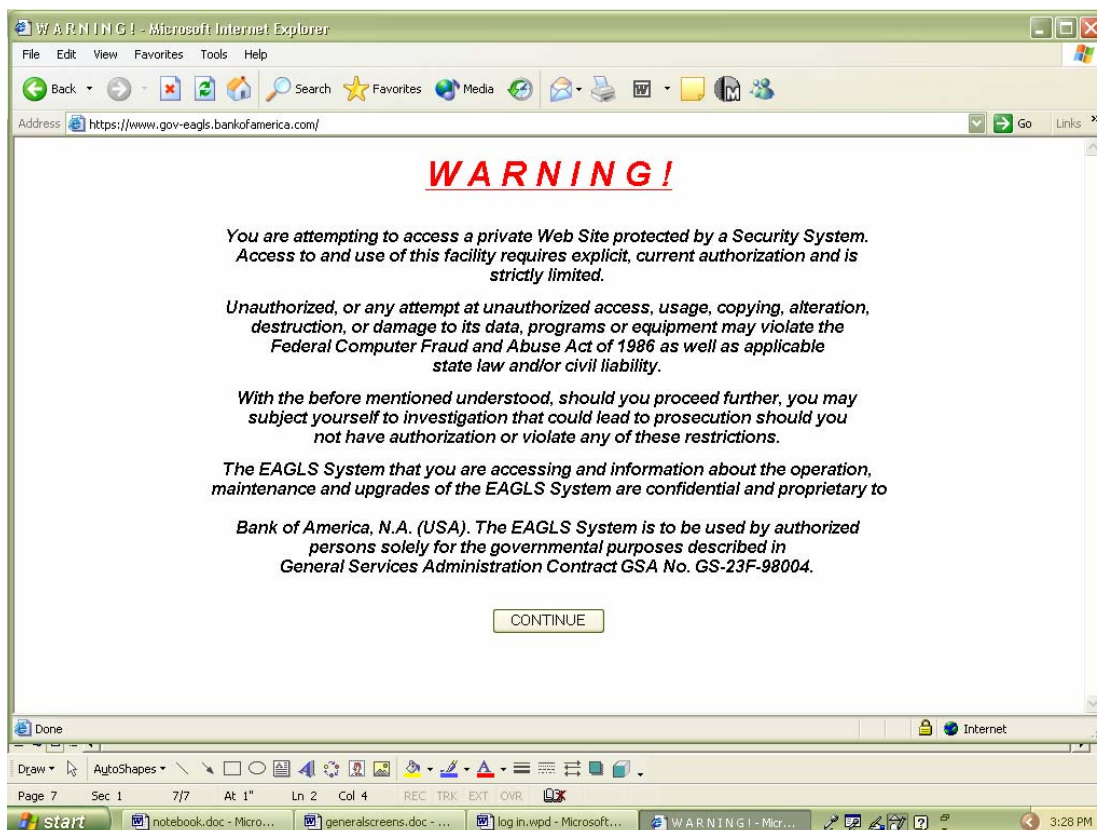 W A R N I N G ! - Microsoft Internet Explorer
File Edit View Favorites Tools Help
Back Search Favorites Media
Address https://www.gov-eagls.bankofamerica.com/ Go Links »
W A R N I N G !
You are attempting to access a private Web Site protected by a Security System.
Access to and use of this facility requires explicit, current authorization and is
strictly limited.
Unauthorized, or any attempt at unauthorized access, usage, copying, alteration,
destruction, or damage to its data, programs or equipment may violate the
Federal Computer Fraud and Abuse Act of 1986 as well as applicable
state law and/or civil liability.
With the before mentioned understood, should you proceed further, you may
subject yourself to investigation that could lead to prosecution should you
not have authorization or violate any of these restrictions.
The EAGLS System that you are accessing and information about the operation,
maintenance and upgrades of the EAGLS System are confidential and proprietary to
Bank of America, N.A. (USA). The EAGLS System is to be used by authorized
persons solely for the governmental purposes described in
General Services Administration Contract GSA No. GS-23F-98004.
CONTINUE
Done Internet
Draw AutoShapes
Page 7 Sec 1 7/7 At 1" Ln 2 Col 4 REC TRK EXT OVR
start notebook.doc - Micro... generalscreens.doc - ... log in.wpd - Microsoft... W A R N I N G ! - Micr... 3:28 PM